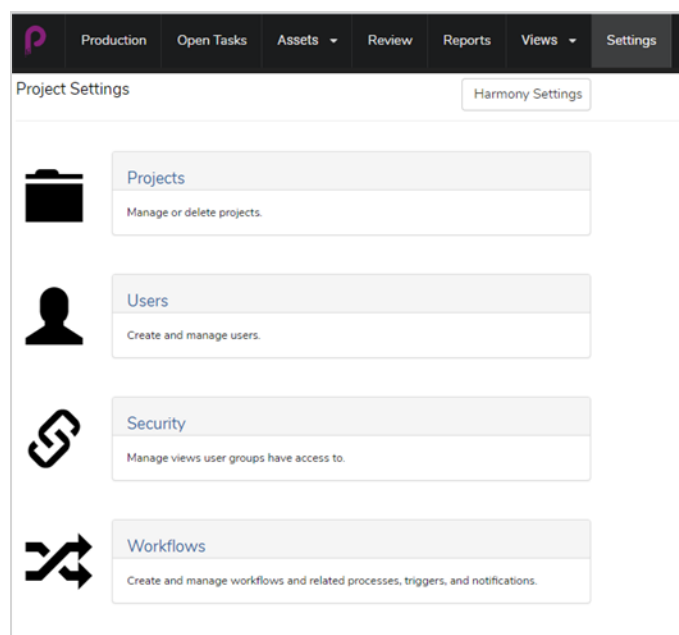 Production Open Tasks Assets Review Reports Views Settings
Project Settings
Harmony Settings
Projects
Manage or delete projects.
Users
Create and manage users.
Security
Manage views user groups have access to.
Workflows
Create and manage workflows and related processes, triggers, and notifications.